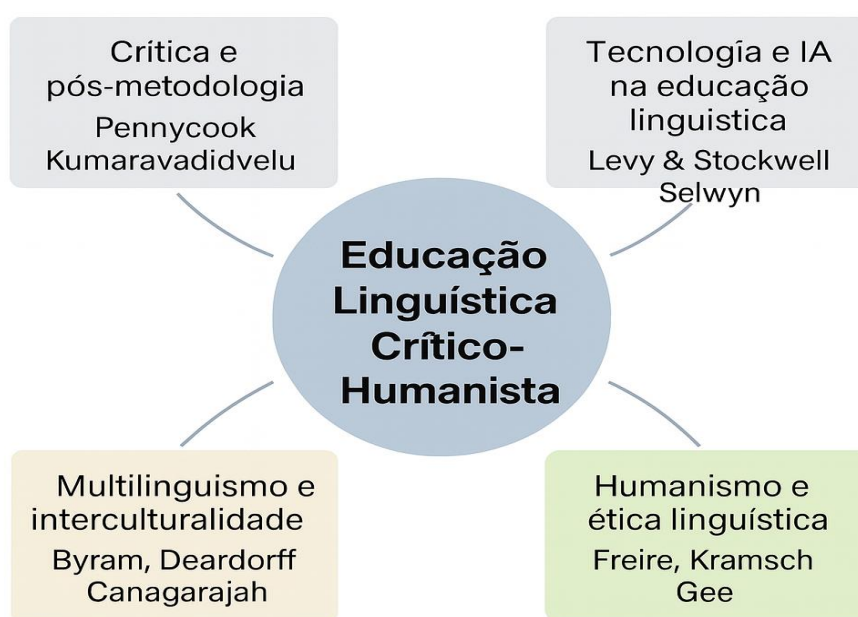 Crítica e
pós-metodologia
Pennycook
Kumaravadidvelu
Tecnologia e IA
na educação
linguistica
Levy & Stockwell
Selwyn
Educação
Linguística
Crítico-
Humanista
Multilinguismo e
interculturalidade
Byram, Deardorff
Canagarajah
Humanismo e
ética linguística
Freire, Kramsch
Gee